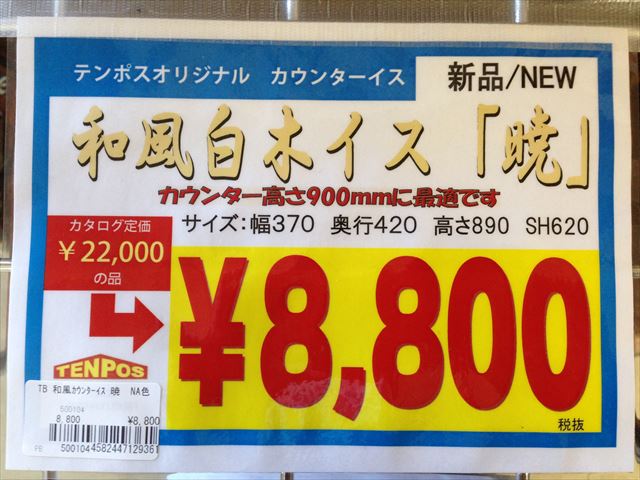 テンポスオリジナル カウンターイス
新品/NEW
和風白木イス「暁」
カウンター高さ900mmに最適です
カタログ定価
￥22,000
の品
サイズ:幅370 奥行420 高さ890 SH620
¥8,800
税抜
TENPOS
TB 和風カウンターイス 暁 NA色
500104
8,800 ¥8,800
PB 5001044582447129361